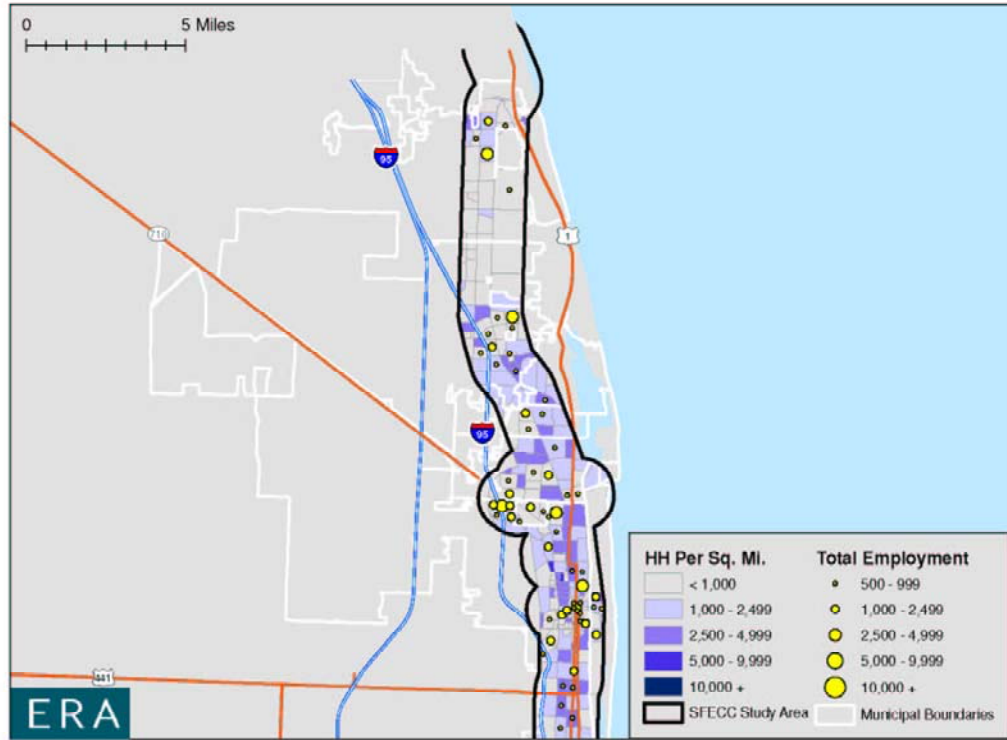 0 5 Miles
95
710
1
95
441
HH Per Sq. Mi. Total Employment
< 1,000 500 - 999
1,000 - 2,499 1,000 - 2,499
2,500 - 4,999 2,500 - 4,999
5,000 - 9,999 5,000 - 9,999
10,000 + 10,000 +
SFECC Study Area Municipal Boundaries
ERA